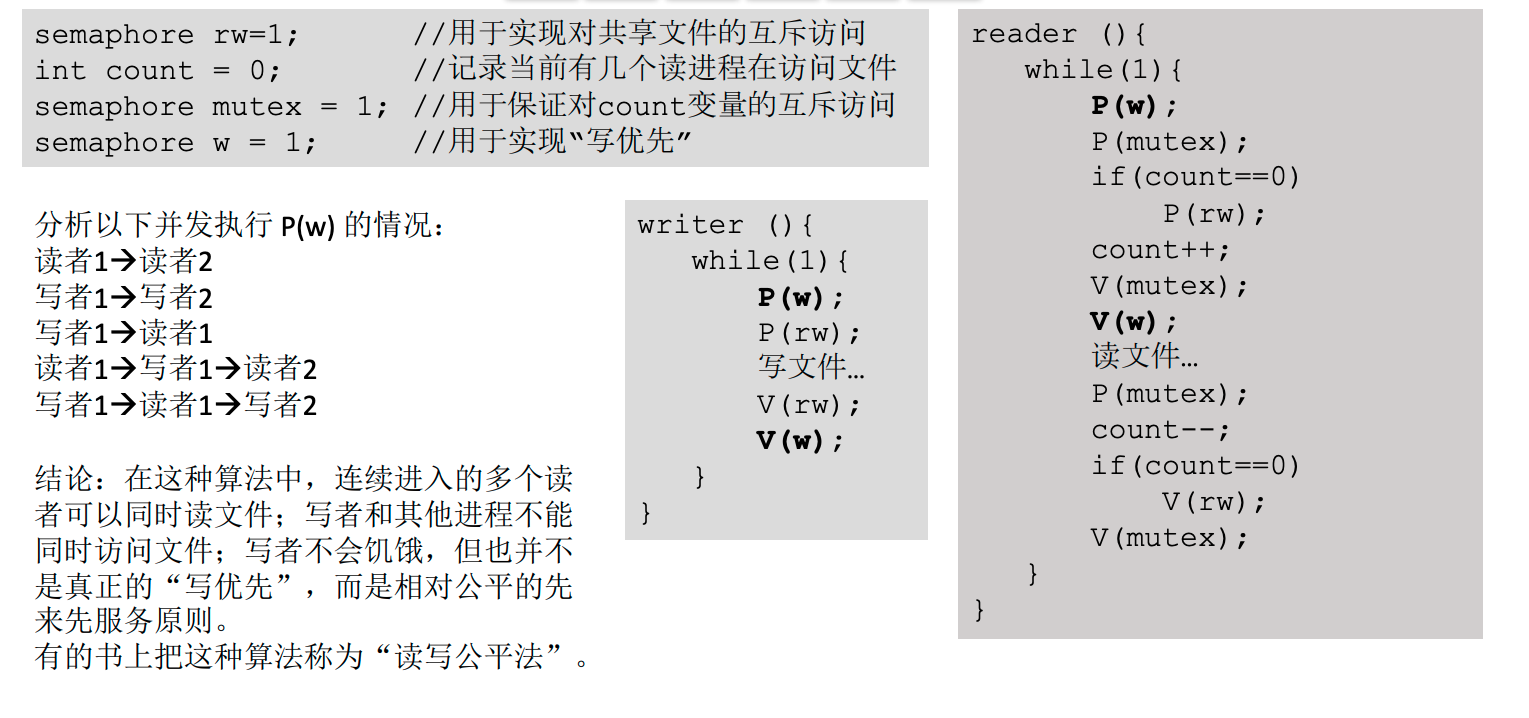 semaphore rw=1; //用于实现对共享文件的互斥访问
int count = 0; //记录当前有几个读进程在访问文件
semaphore mutex = 1; //用于保证对count变量的互斥访问
semaphore w = 1; //用于实现“写优先”
分析以下并发执行 P(w) 的情况：
读者1→读者2
写者1→写者2
写者1→读者1
读者1→写者1→读者2
写者1→读者1→写者2
结论：在这种算法中，连续进入的多个读
者可以同时读文件；写者和其他进程不能
同时访问文件；写者不会饥饿，但也并不
是真正的“写优先”，而是相对公平的先
来先服务原则。
有的书上把这种算法称为“读写公平法”。
writer (){
while(1){
P(w);
P(rw);
写文件…
V(rw);
V(w);
}
}
reader (){
while(1){
P(w);
P(mutex);
if(count==0)
P(rw);
count++;
V(mutex);
V(w);
读文件…
P(mutex);
count--;
if(count==0)
V(rw);
V(mutex);
}
}